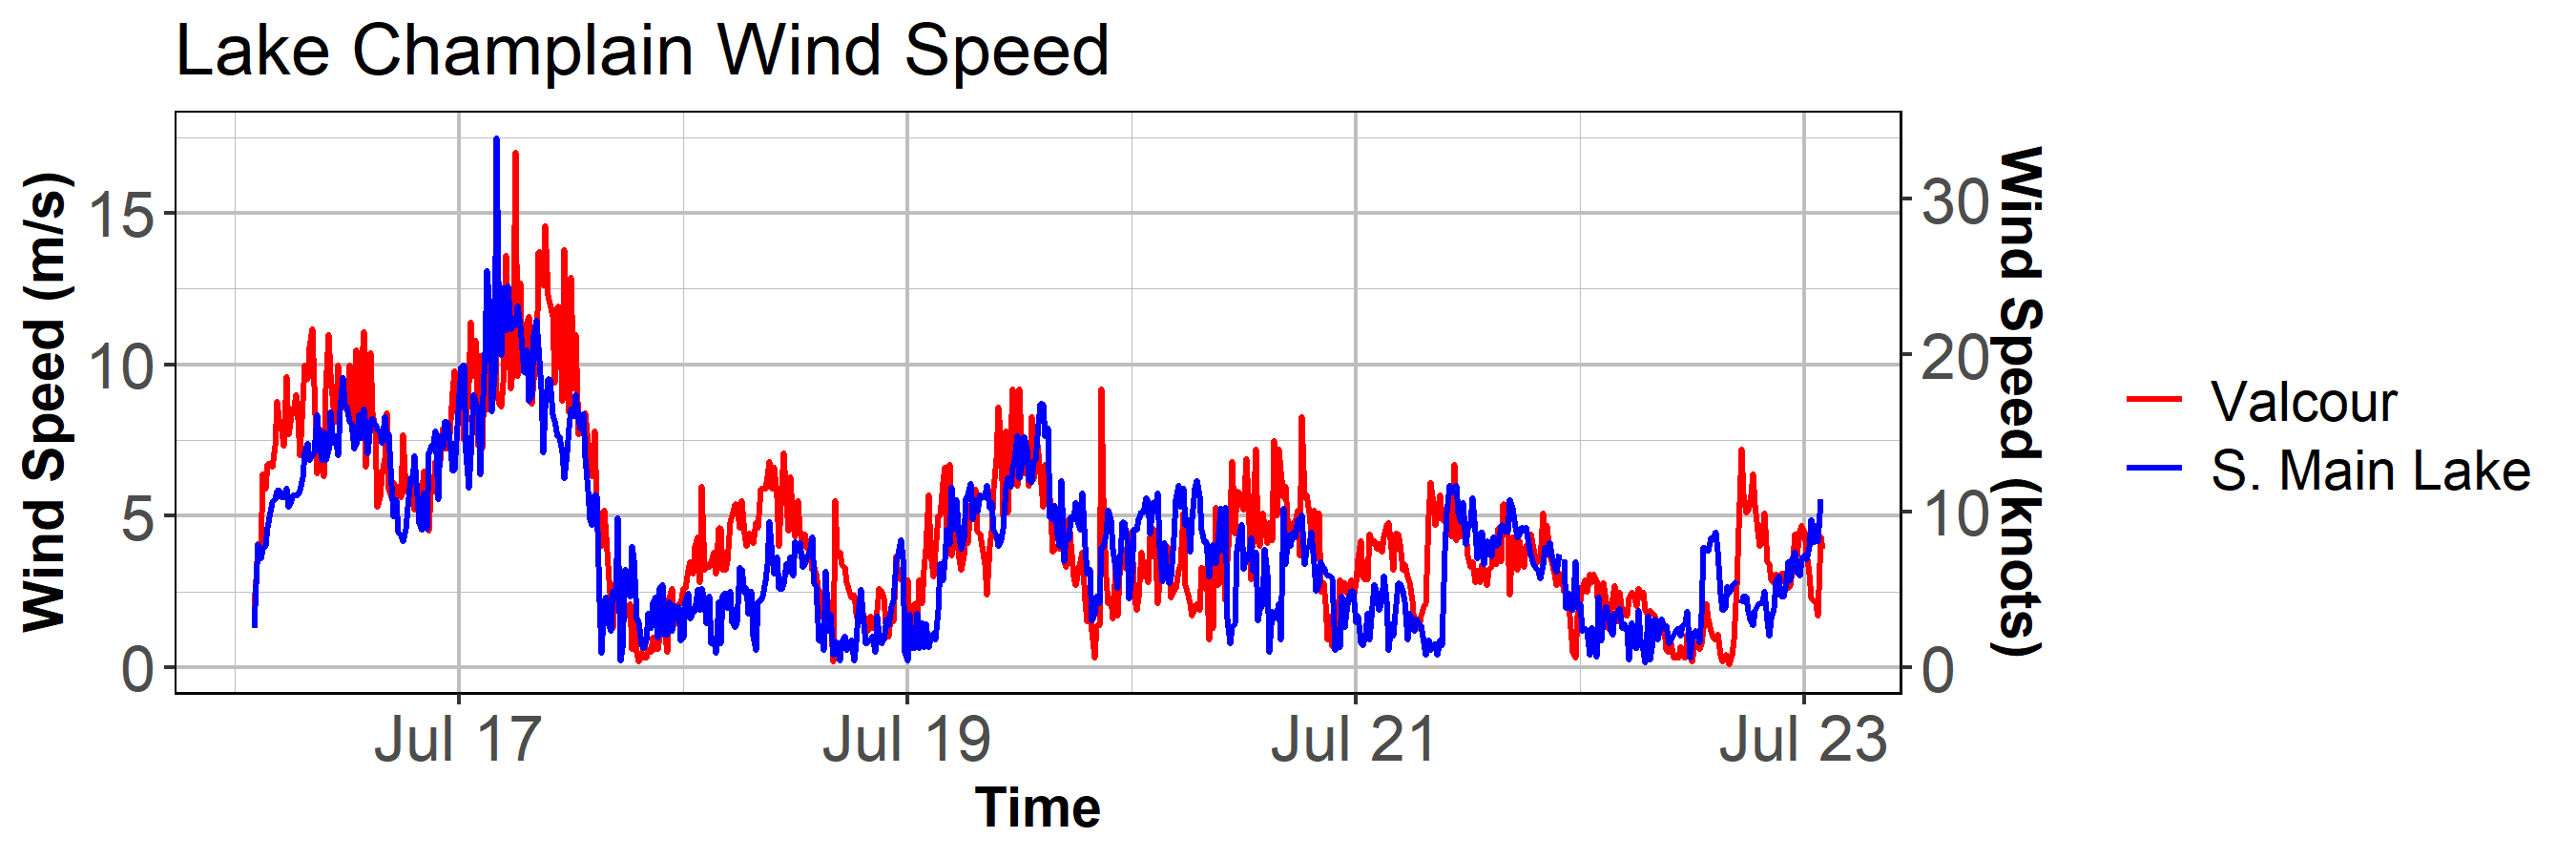 Lake Champlain Wind Speed
Wind Speed (m/s)
15
10
5
0
30
20
10
0
Wind Speed (knots)
Jul 17
Jul 19
Jul 21
Jul 23
Time
Valcour
S. Main Lake